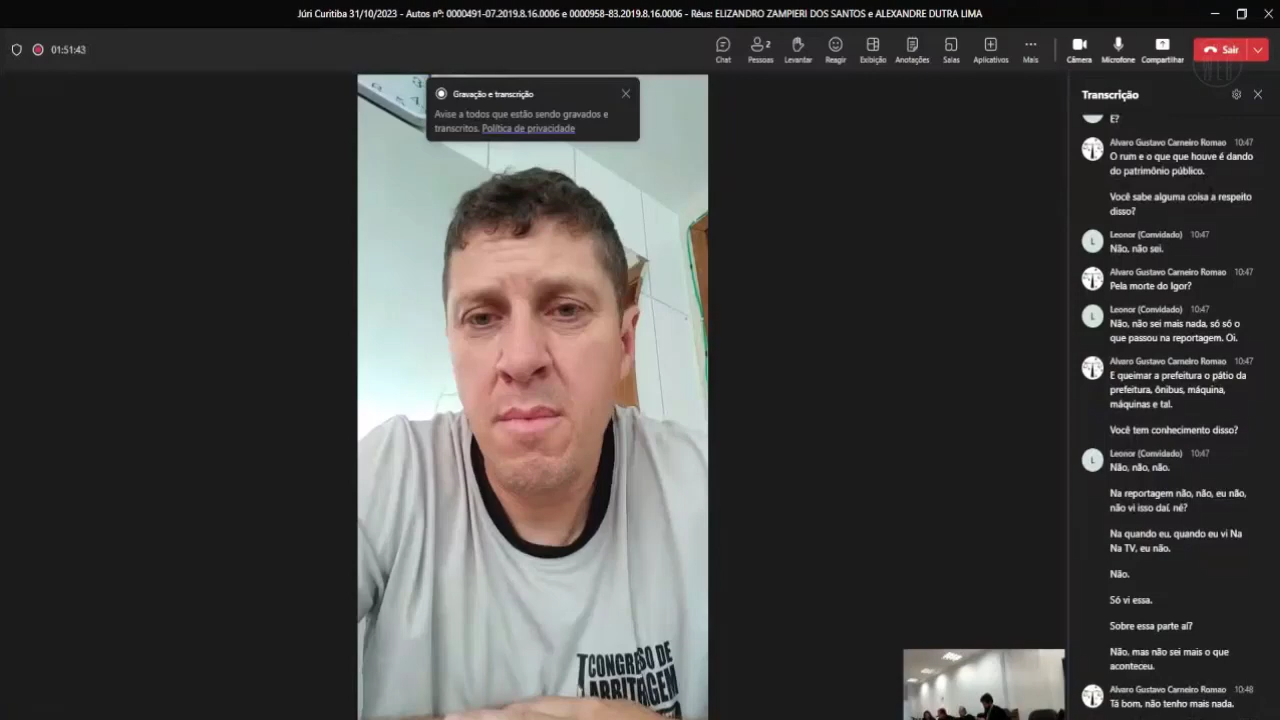 Júri Curitiba 31/10/2023 - Autos nº: 0000491-07.2019.8.16.0006 e 0000958-83.2019.8.16.0006 - Réus: ELIZANDRO ZAMPIERI DOS SANTOS e ALEXANDRE DUTRA LIMA
01:51:43
2
Chat
Pessoas
Levantar
Reagir
Exibição
Anotações
Salas
Aplicativos
Mais
Câmera
Microfone
Compartilhar
Sair
Gravação e transcrição
Avise a todos que estão sendo gravados e
transcritos. Política de privacidade
Transcrição
E?
Alvaro Gustavo Carneiro Romao 10:47
O rum e o que que houve é dando
do patrimônio público.
Você sabe alguma coisa a respeito
disso?
L
Leonor (Convidado) 10:47
Não, não sei.
Alvaro Gustavo Carneiro Romao 10:47
Pela morte do Igor?
L
Leonor (Convidado) 10:47
Não, não sei mais nada, só só o
que passou na reportagem. Oi.
Alvaro Gustavo Carneiro Romao 10:47
E queimar a prefeitura o pátio da
prefeitura, ônibus, máquina,
máquinas e tal.
Você tem conhecimento disso?
L
Leonor (Convidado) 10:47
Não, não, não.
Na reportagem não, não, eu não,
não vi isso daí. né?
Na quando eu, quando eu vi Na
Na TV, eu não.
Não.
Só vi essa.
Sobre essa parte aí?
Não, mas não sei mais o que
aconteceu.
Alvaro Gustavo Carneiro Romao 10:48
Tá bom, não tenho mais nada.
CONGRESSO DE
ARBITRAGEM